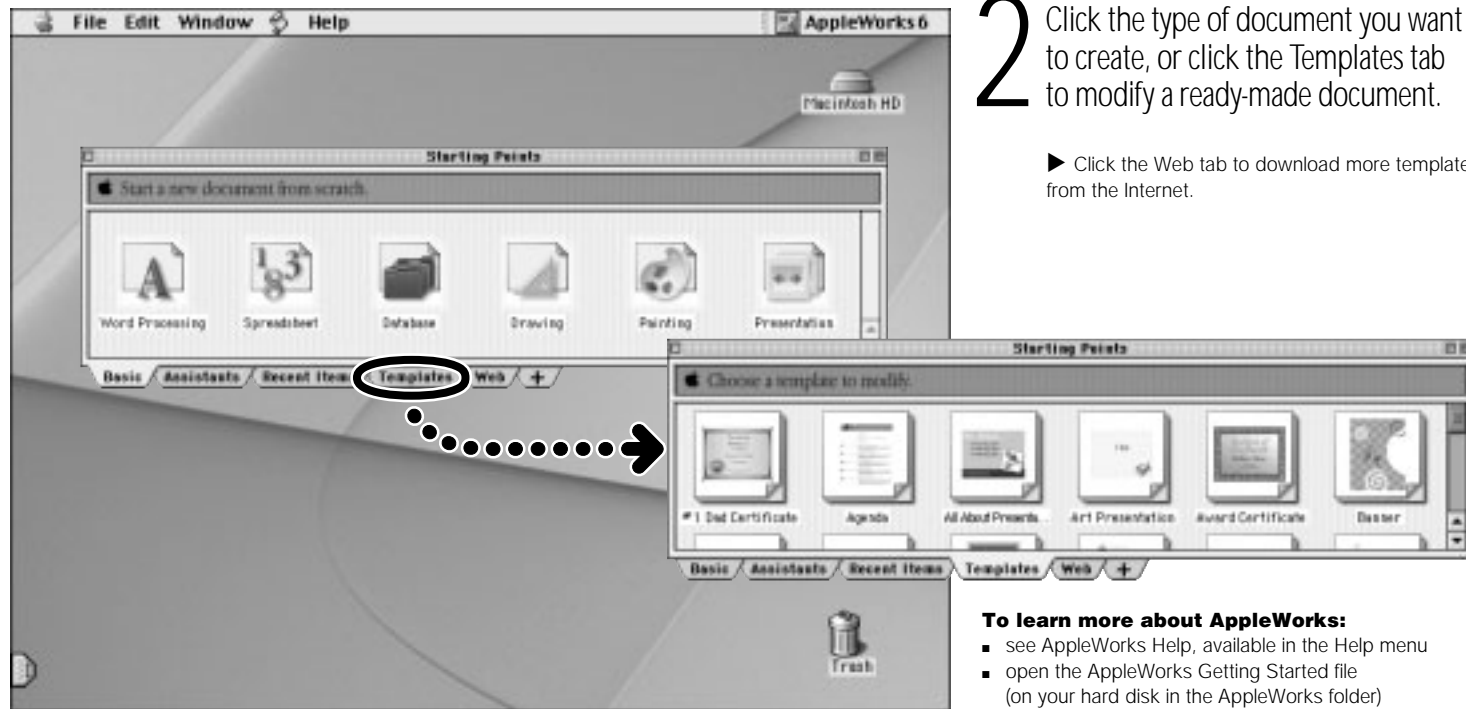 File Edit Window Help
AppleWorks 6
Macintosh HD
Starting Points
Start a new document from scratch.
Word Processing Spreadsheet Database Drawing Painting Presentation
Basic Assistants Recent Items Templates Web +
2
Click the type of document you want
to create, or click the Templates tab
to modify a ready-made document.
▶ Click the Web tab to download more template
from the Internet.
Starting Points
Choose a template to modify.
#1 Dad Certificate Agenda All About Presents... Art Presentation Award Certificate Banner
Basic Assistants Recent Items Templates Web +
Trash
To learn more about AppleWorks:
■ see AppleWorks Help, available in the Help menu
■ open the AppleWorks Getting Started file
(on your hard disk in the AppleWorks folder)